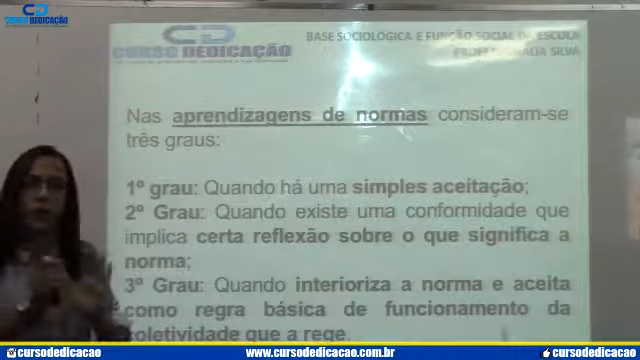 CURSO DEDICAÇÃO
CURSO DEDICAÇÃO
BASE SOCIOLOGICA E FUNÇÃO SOCIAL DA ESCOLA
SILVA
Nas aprendizagens de normas consideram-se
três graus:
1º grau: Quando há uma simples aceitação;
2º Grau: Quando existe uma conformidade que
implica certa reflexão sobre o que significa a
norma;
3º Grau: Quando interioriza a norma e aceita
como regra básica de funcionamento da
coletividade que a rege.
@cursodedicacao
www.cursodedicacao.com.br
/cursodedicacao